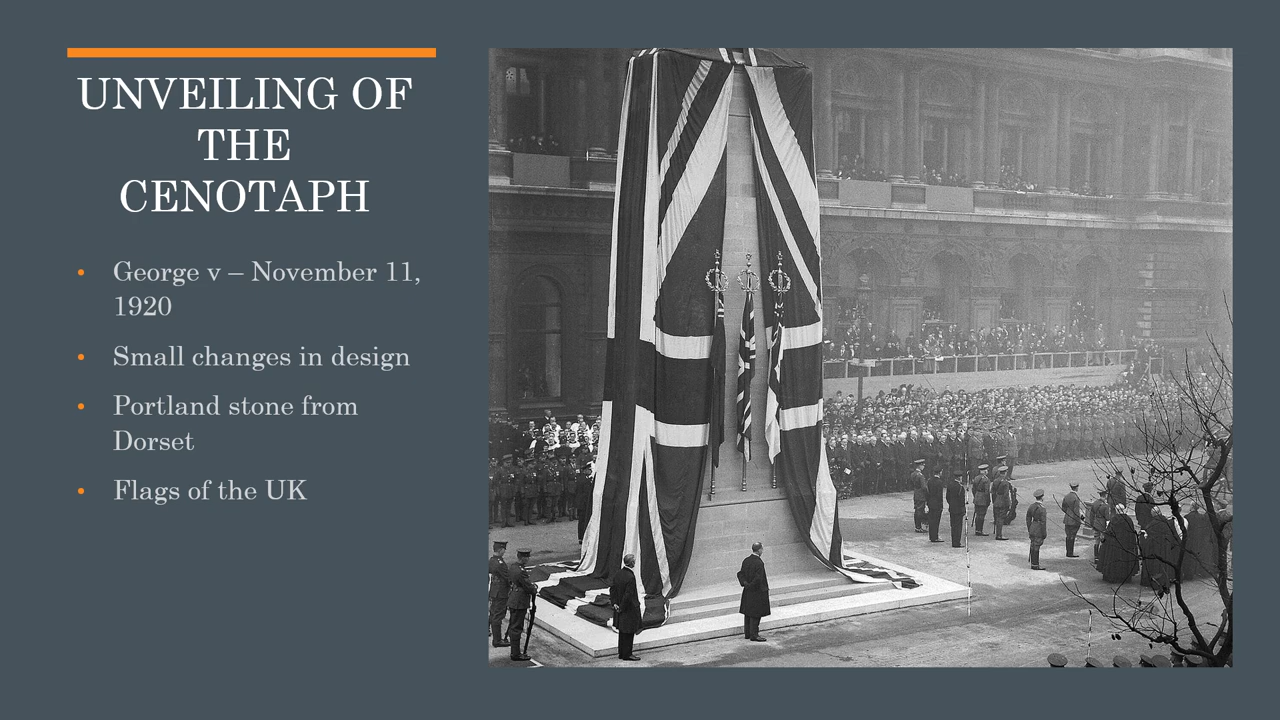 UNVEILING OF
THE
CENOTAPH
• George v – November 11,
1920
• Small changes in design
• Portland stone from
Dorset
• Flags of the UK